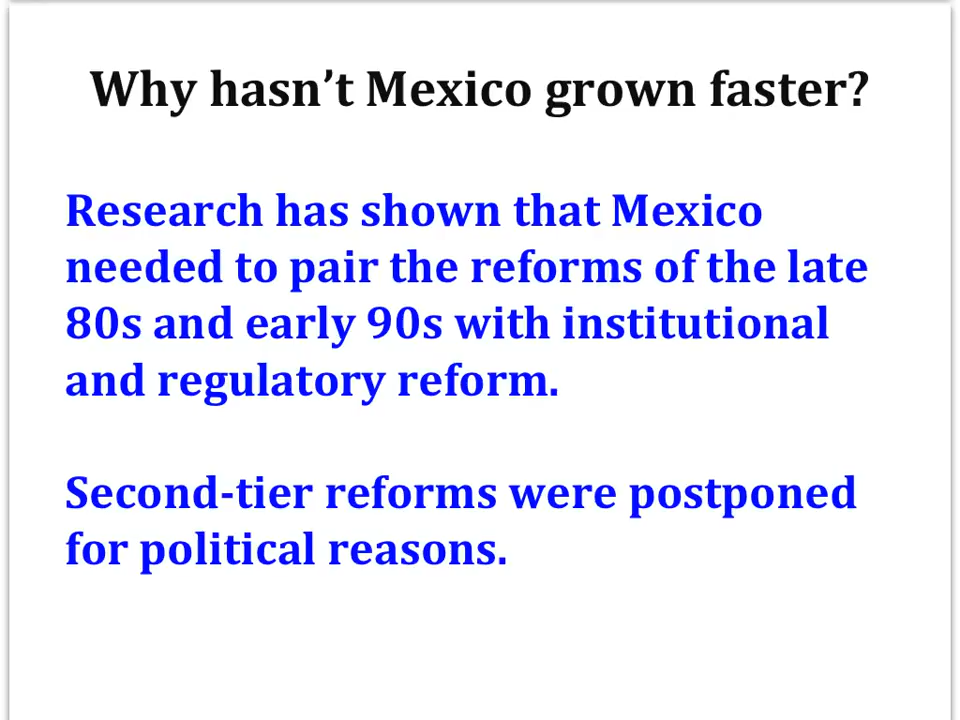 Why hasn’t Mexico grown faster?
Research has shown that Mexico
needed to pair the reforms of the late
80s and early 90s with institutional
and regulatory reform.
Second-tier reforms were postponed
for political reasons.